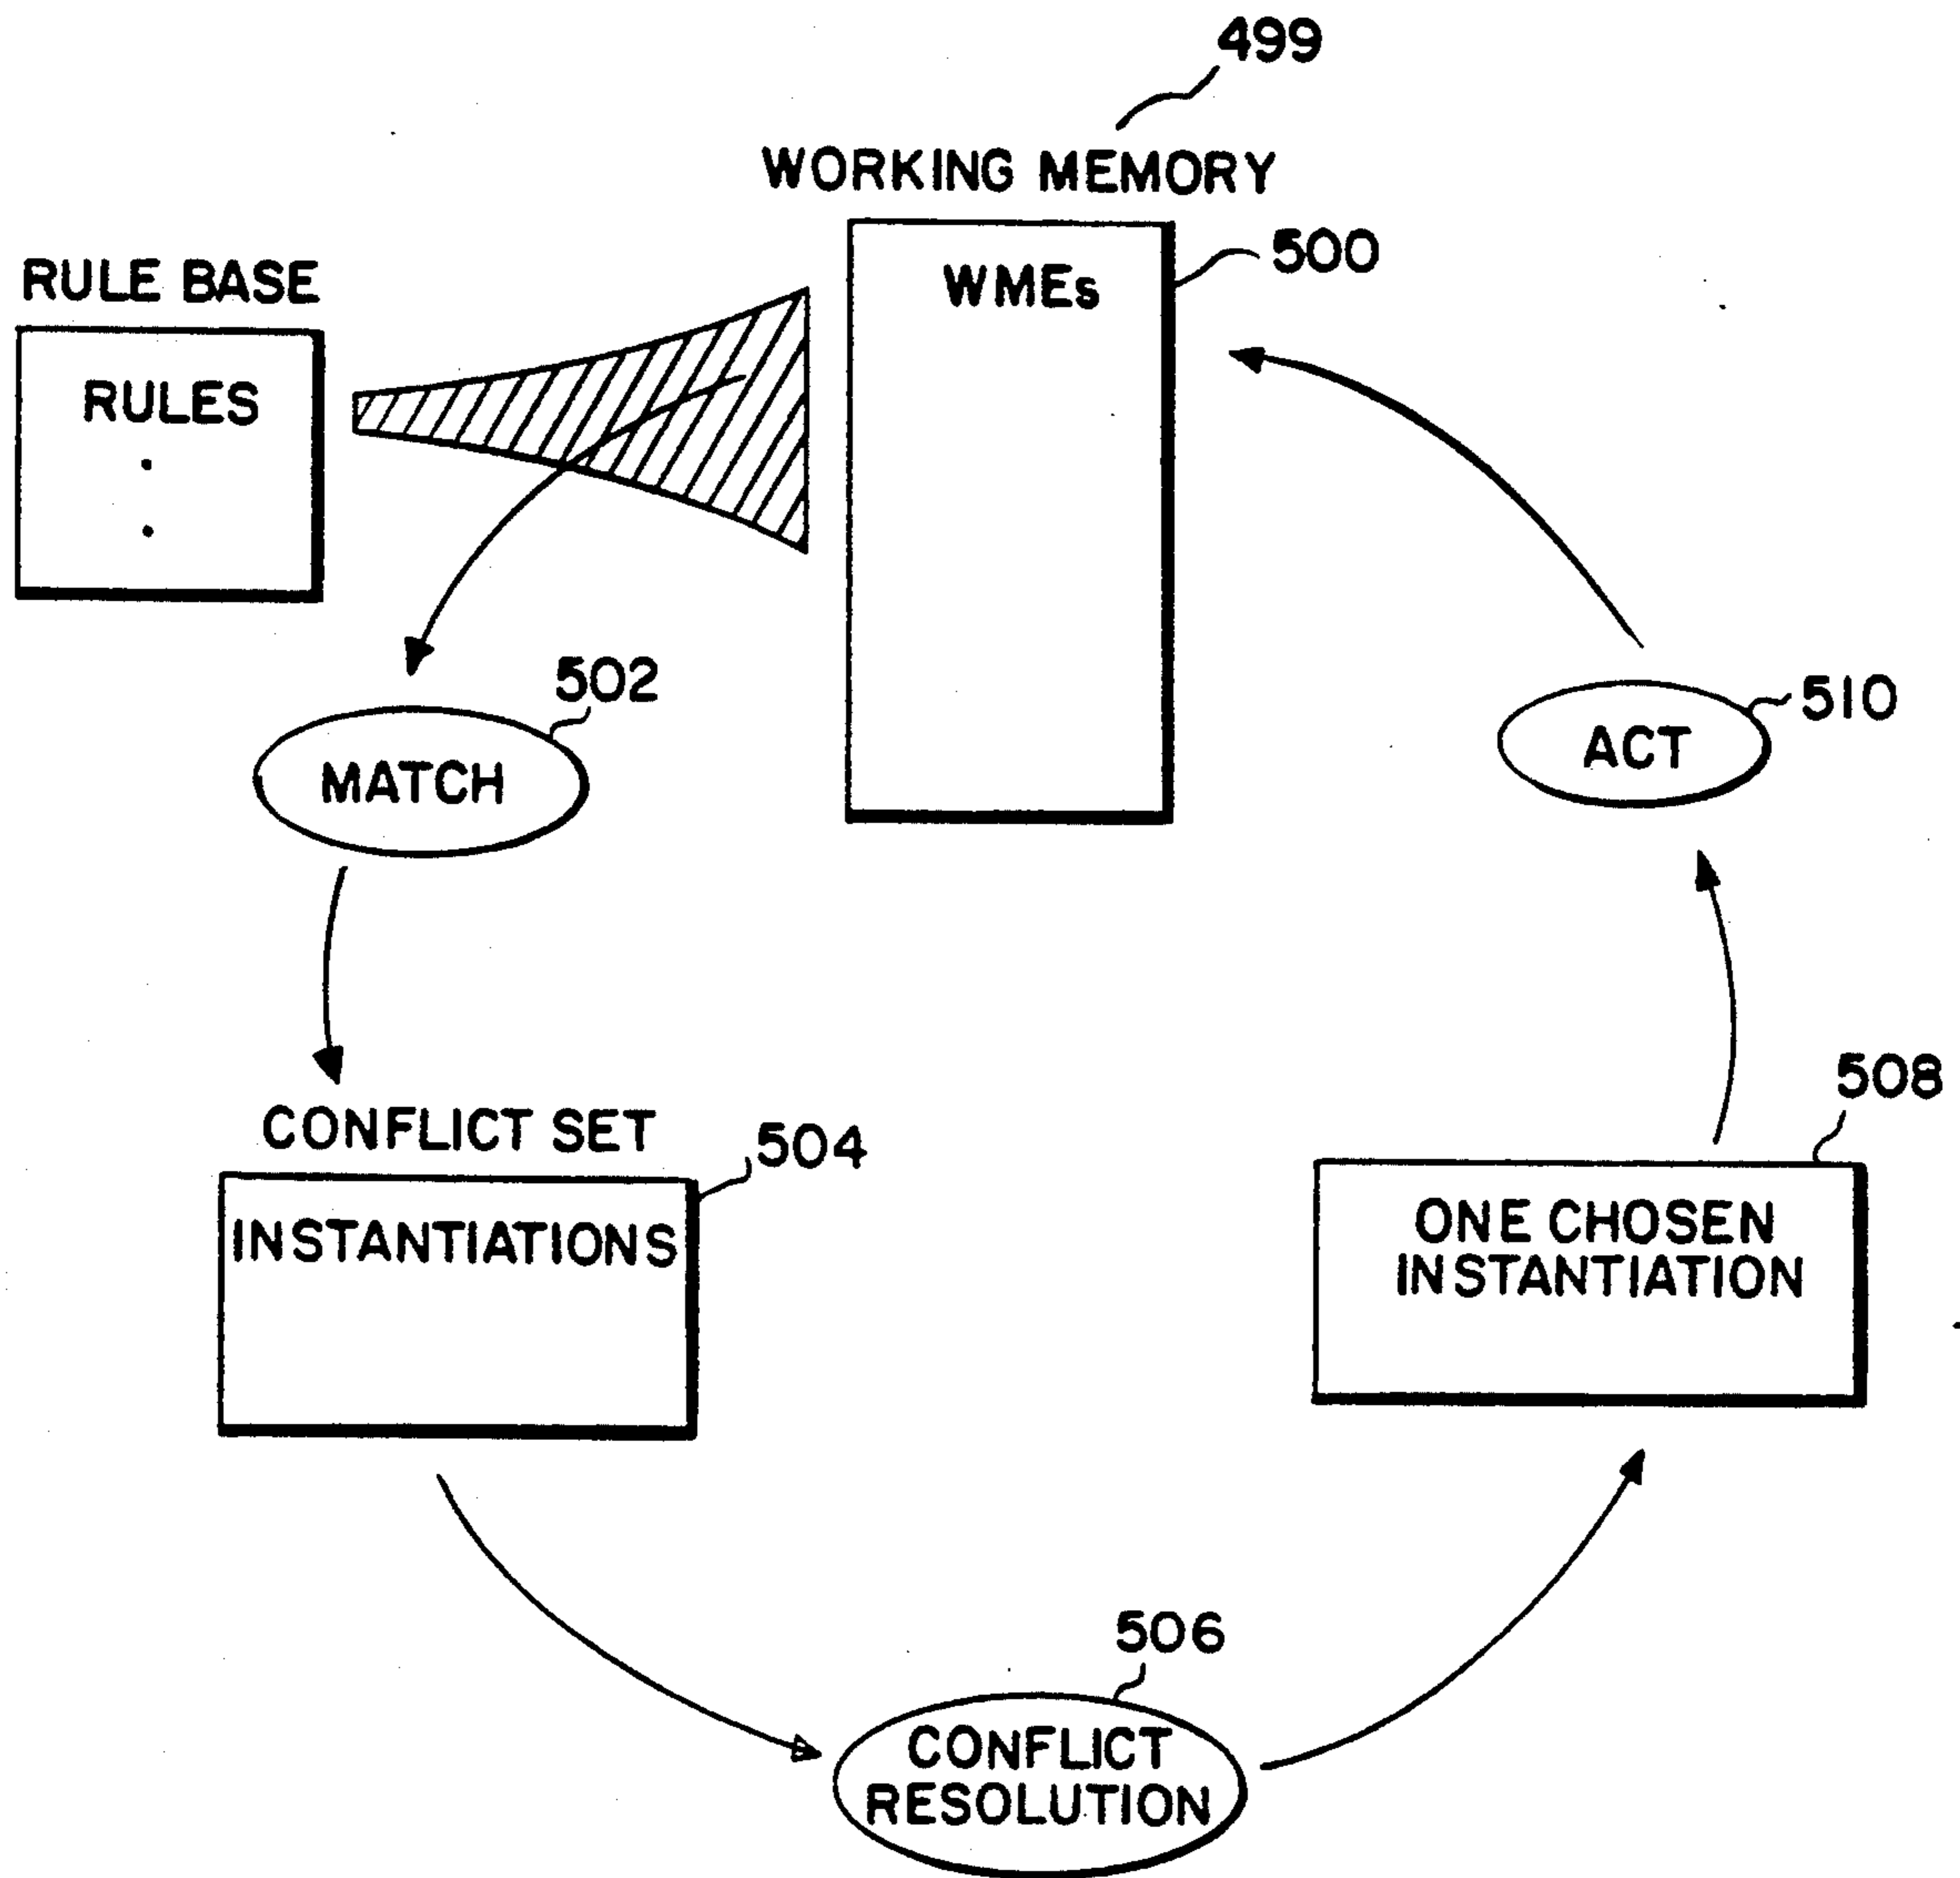 499
WORKING MEMORY
500
WMEs
RULE BASE
RULES
502
MATCH
510
ACT
CONFLICT SET
504
INSTANTIATIONS
508
ONE CHOSEN
INSTANTIATION
506
CONFLICT
RESOLUTION